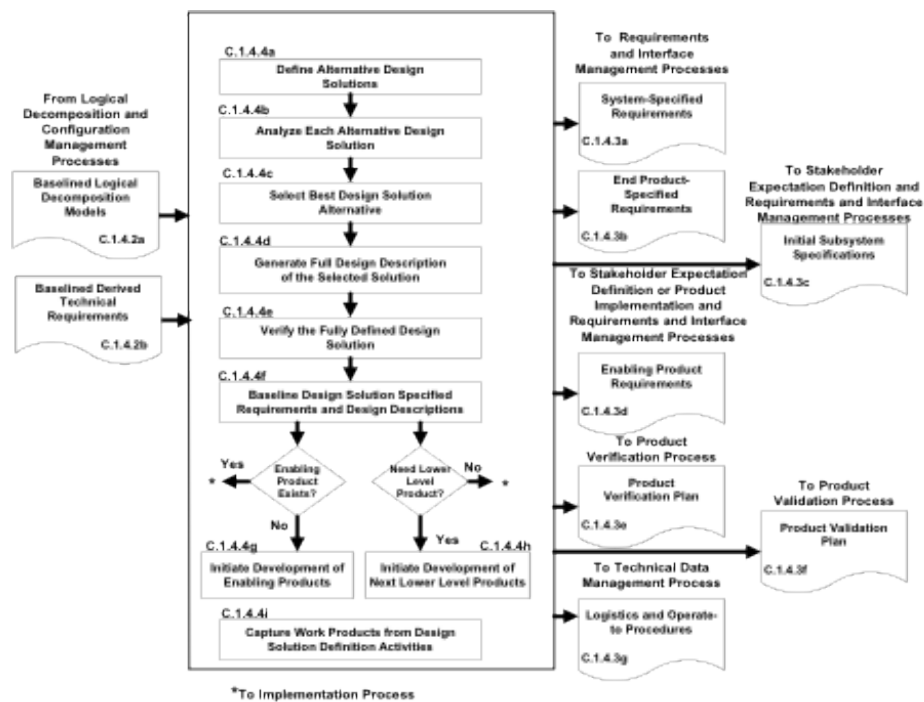 From Logical
Decomposition and
Configuration
Management
Processes
Baselined Logical
Decomposition
Models
C.1.4.2a
Baselined Derived
Technical
Requirements
C.1.4.2b
C.1.4.4a
Define Alternative Design
Solutions
C.1.4.4b
Analyze Each Alternative Design
Solution
C.1.4.4c
Select Best Design Solution
Alternative
C.1.4.4d
Generate Full Design Description
of the Selected Solution
C.1.4.4e
Verify the Fully Defined Design
Solution
C.1.4.4f
Baseline Design Solution Specified
Requirements and Design Descriptions
Yes
*
Enabling
Product
Exists?
No
Need Lower
Level
Product?
No
*
Yes
C.1.4.4g
Initiate Development of
Enabling Products
C.1.4.4h
Initiate Development of
Next Lower Level Products
C.1.4.4i
Capture Work Products from Design
Solution Definition Activities
To Requirements
and Interface
Management Processes
System-Specified
Requirements
C.1.4.3a
End Product-
Specified
Requirements
C.1.4.3b
To Stakeholder
Expectation Definition and
Requirements and Interface
Management Processes
Initial Subsystem
Specifications
C.1.4.3c
To Stakeholder Expectation
Definition or Product
Implementation and
Requirements and Interface
Management Processes
Enabling Product
Requirements
C.1.4.3d
To Product
Verification Process
Product
Verification Plan
C.1.4.3e
To Product
Validation Process
Product Validation
Plan
C.1.4.3f
To Technical Data
Management Process
Logistics and Operate-
to Procedures
C.1.4.3g
*To Implementation Process